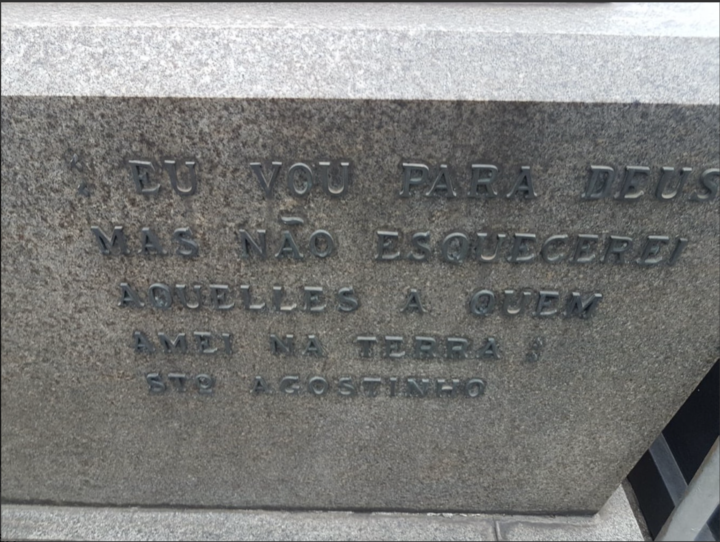 " EU VOU PARA DEUS
MAS NÃO ESQUECEREI
AQUELLES A QUEM
AMEI NA TERRA "
STO AGOSTINHO